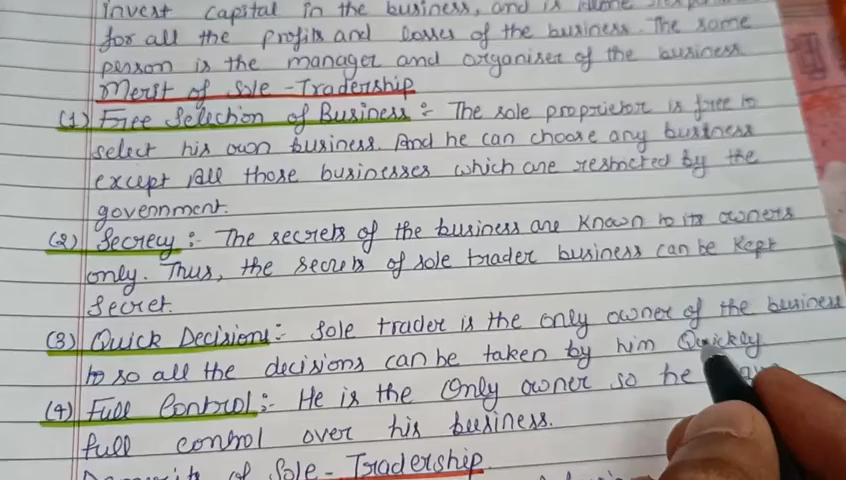 invest capital in the business, and is alone
for all the profits and losses of the business. The same
person is the manager and organiser of the business
Merit of Sole-Tradership
(1) Free Selection of Business :- The sole proprietor is free to
select his own business. And he can choose any business
except all those businesses which are restricted by the
government.
(2) Secrecy :- The secrets of the business are known to its owners
only. Thus, the secrets of sole trader business can be kept
Secret.
(3) Quick Decisions :- Sole trader is the only owner of the business
to so all the decisions can be taken by him Quickly
(4) Full Control :- He is the Only owner so he
full control over his business.
of Sole-Tradership